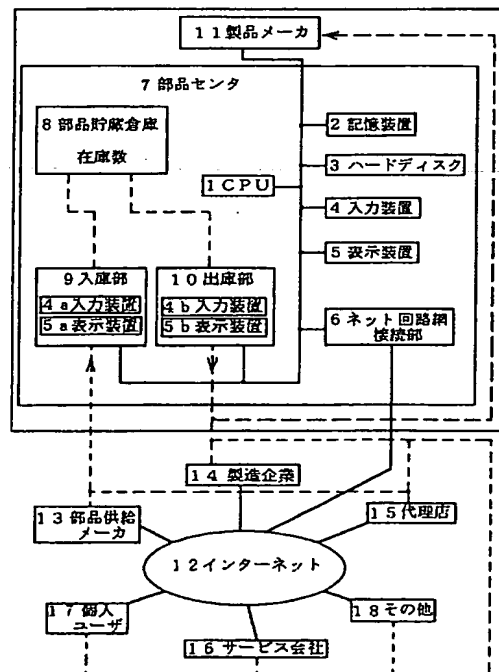 11製品メーカ
7部品センタ
8部品貯蔵倉庫
在庫数
2記憶装置
3ハードディスク
1CPU
4入力装置
5表示装置
9入庫部
4a入力装置
5a表示装置
10出庫部
4b入力装置
5b表示装置
6ネット回路網
接続部
14製造企業
13部品供給
メーカ
15代理店
12インターネット
17個人
ユーザ
18その他
16サービス会社